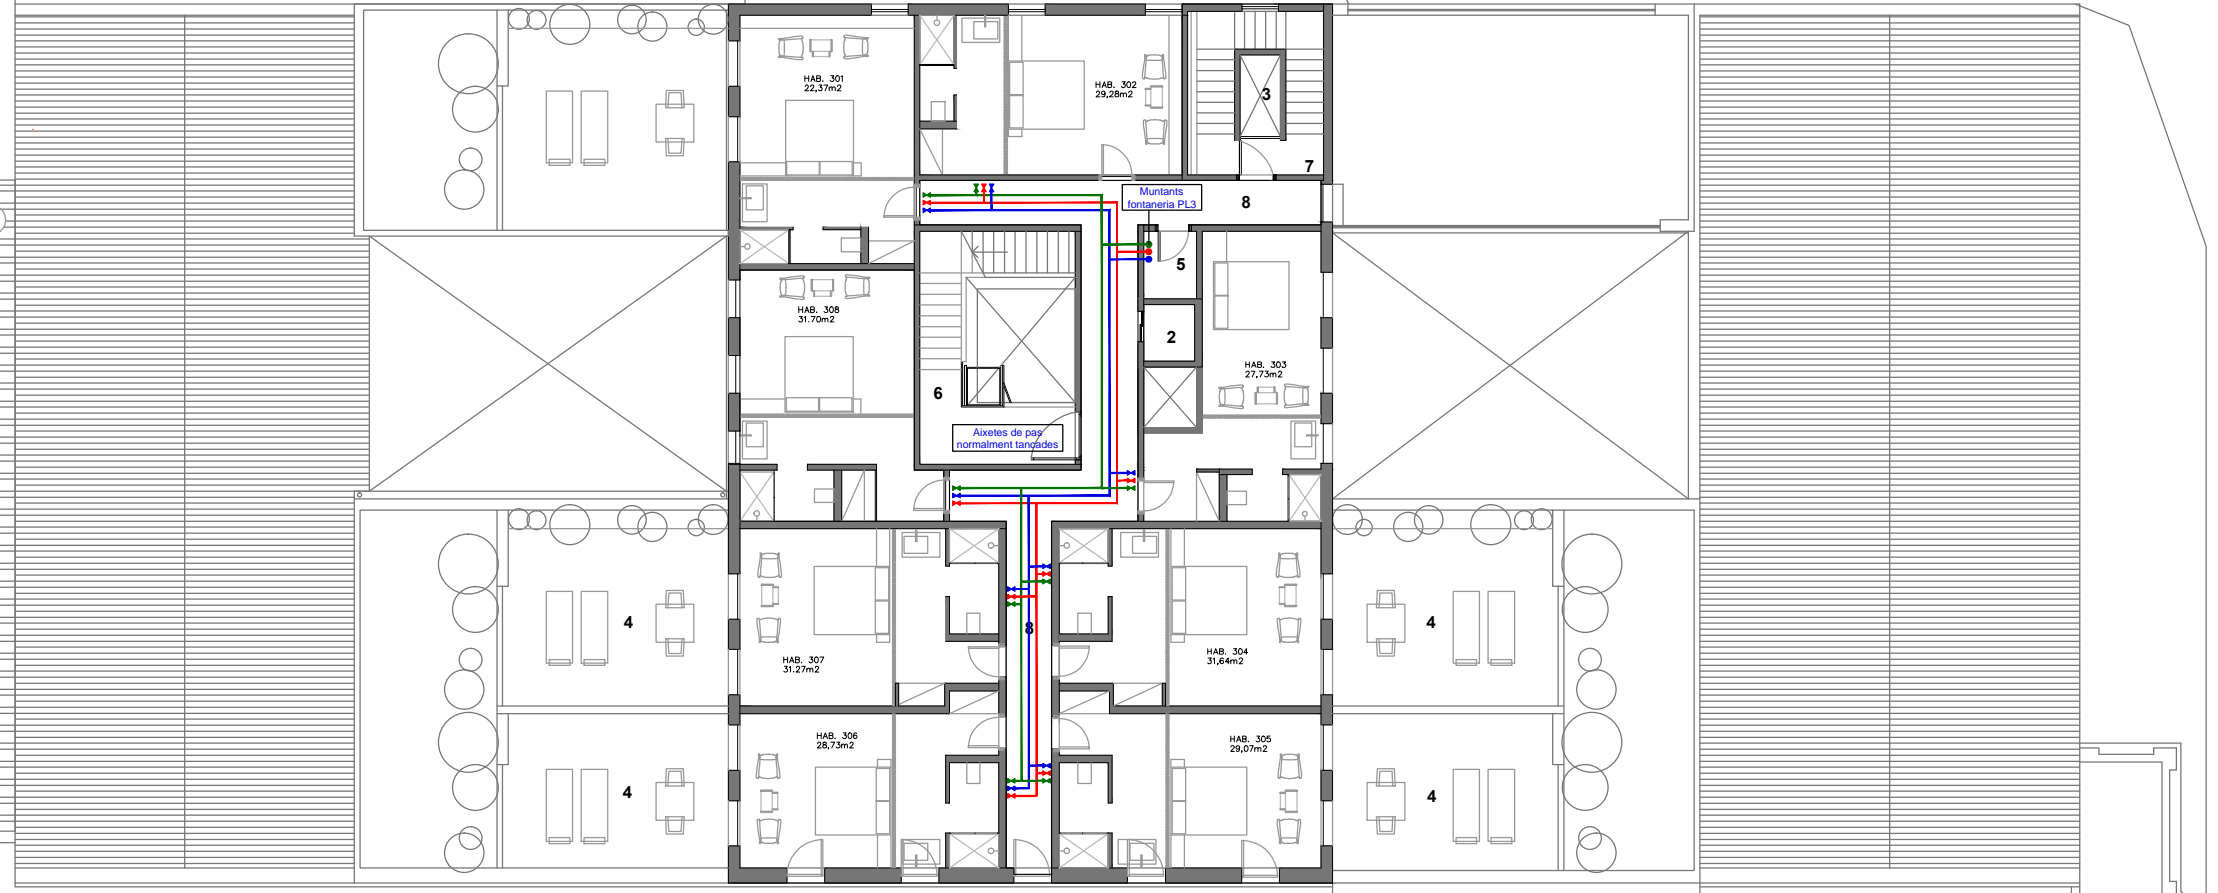 HAB. 301
22,37m2
HAB. 302
29,28m2
3
7
Muntants
fontaneria PL3
8
5
HAB. 308
31.70m2
2
HAB. 303
27,73m2
6
Aixetes de pas
normalment tancades
4
8
4
HAB. 307
31.27m2
HAB. 304
31,64m2
HAB. 306
28,73m2
HAB. 305
29,07m2
4
4